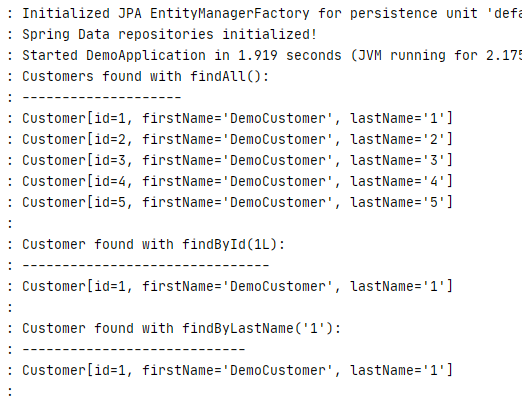 : Initialized JPA EntityManagerFactory for persistence unit 'defa
: Spring Data repositories initialized!
: Started DemoApplication in 1.919 seconds (JVM running for 2.175
: Customers found with findAll():
: --------------------
: Customer[id=1, firstName='DemoCustomer', lastName='1']
: Customer[id=2, firstName='DemoCustomer', lastName='2']
: Customer[id=3, firstName='DemoCustomer', lastName='3']
: Customer[id=4, firstName='DemoCustomer', lastName='4']
: Customer[id=5, firstName='DemoCustomer', lastName='5']
:
: Customer found with findById(1L):
: -------------------------------
: Customer[id=1, firstName='DemoCustomer', lastName='1']
:
: Customer found with findByLastName('1'):
: ----------------------------
: Customer[id=1, firstName='DemoCustomer', lastName='1']
: